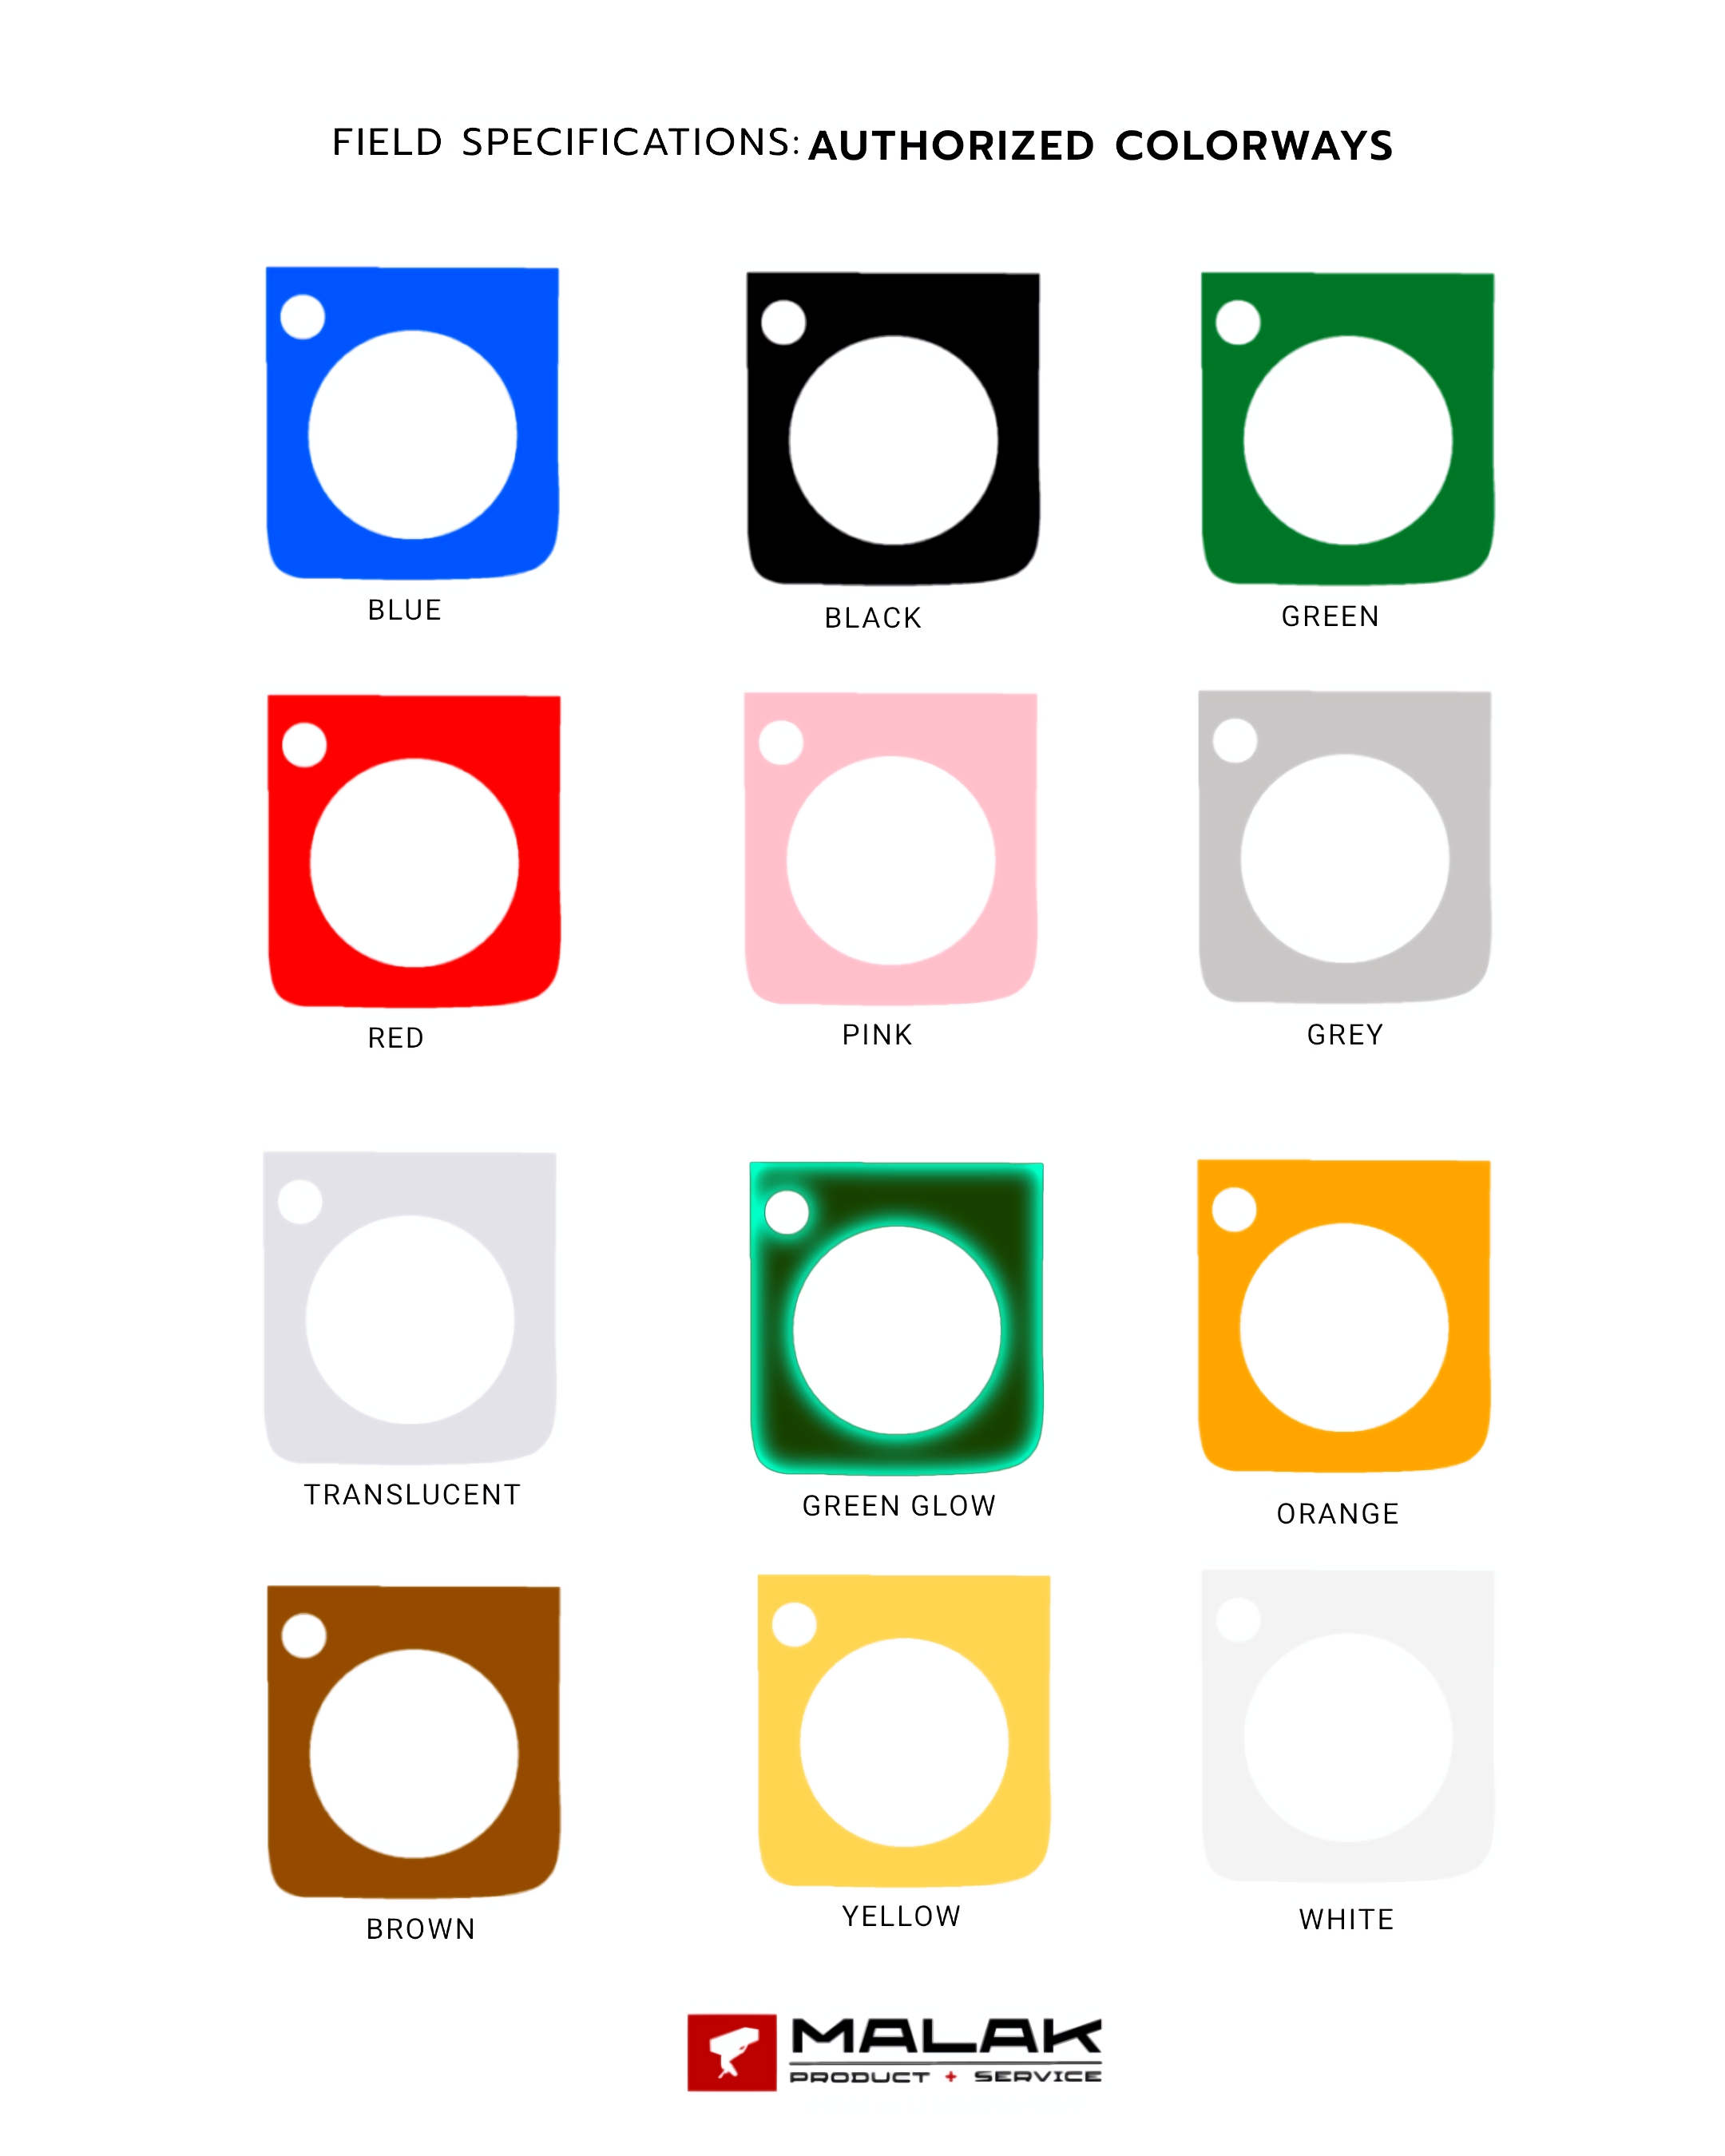 FIELD SPECIFICATIONS: AUTHORIZED COLORWAYS
BLUE
BLACK
GREEN
RED
PINK
GREY
TRANSLUCENT
GREEN GLOW
ORANGE
BROWN
YELLOW
WHITE
MALAK
PRODUCT + SERVICE